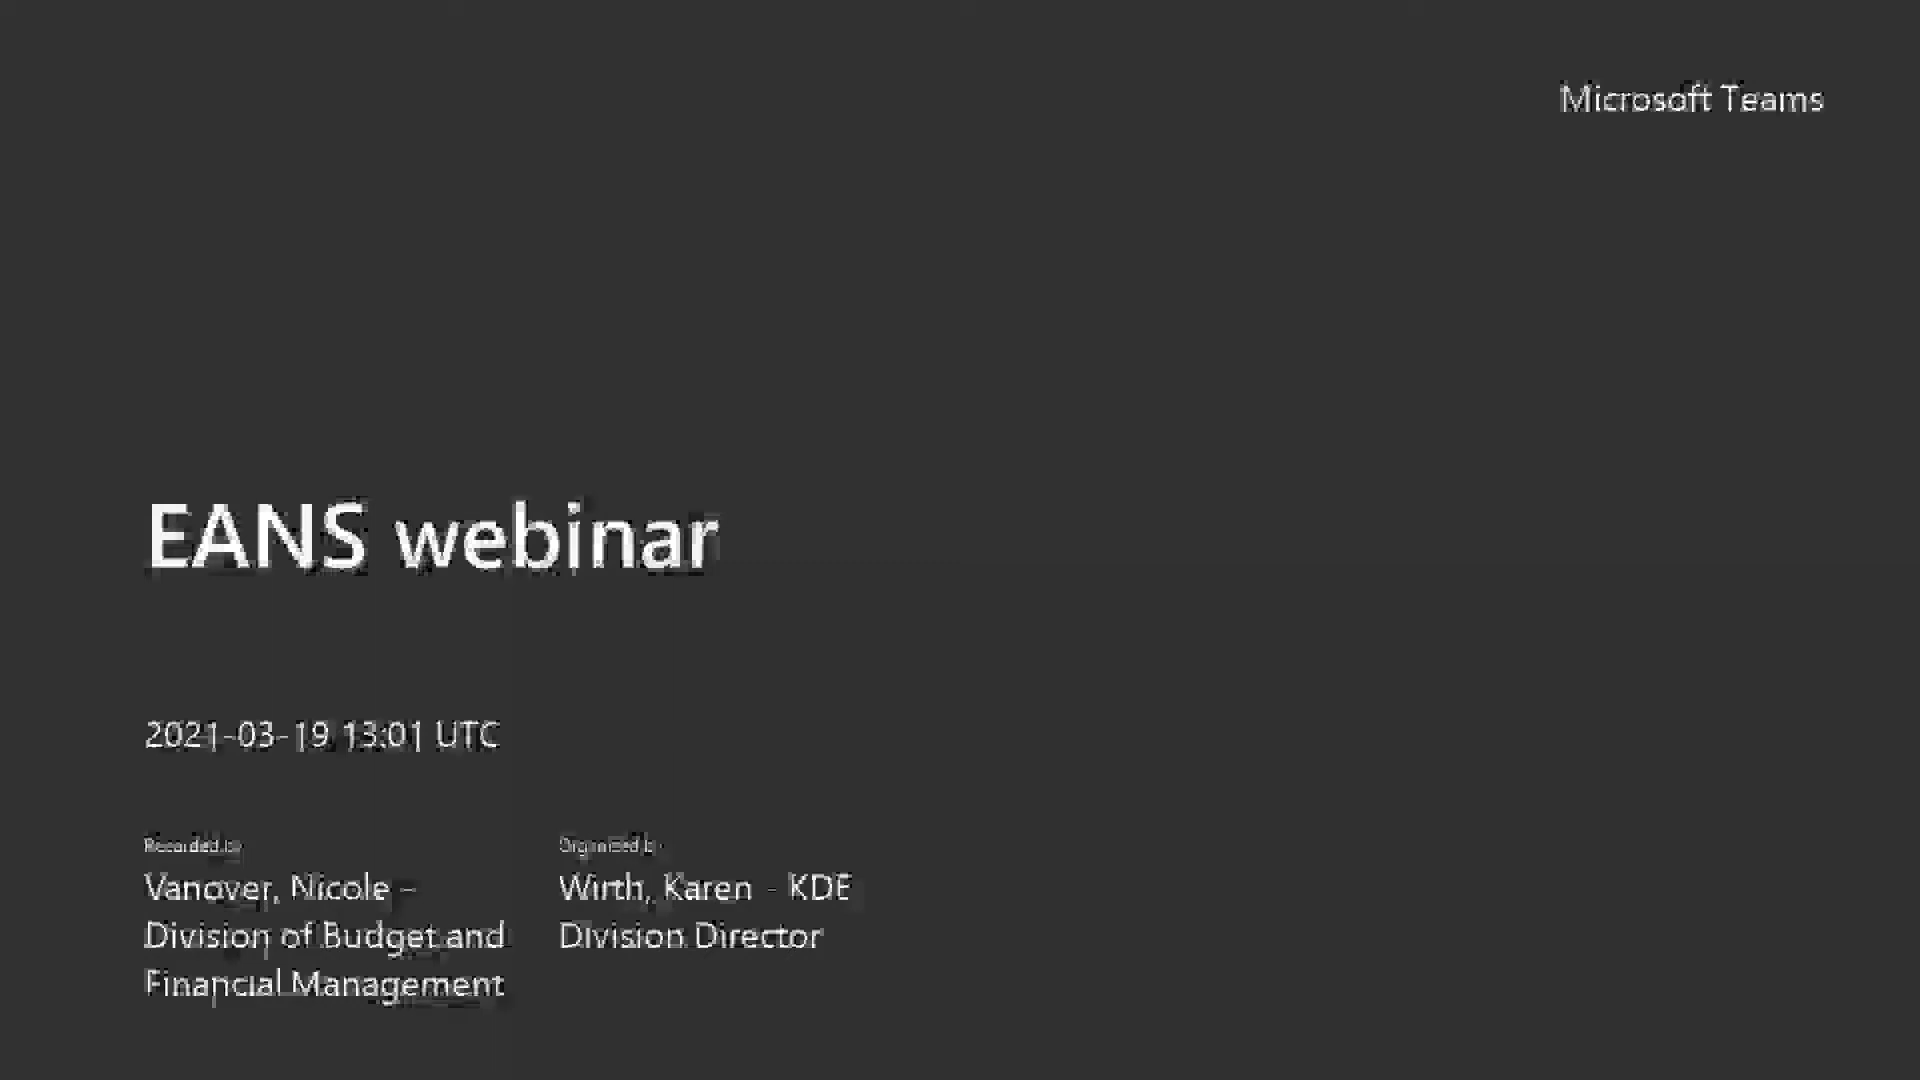 Microsoft Teams
EANS webinar
2021-03-19 13:01 UTC
Recorded by
Organized by
Vanover, Nicole -
Wirth, Karen - KDE
Division of Budget and
Division Director
Financial Management